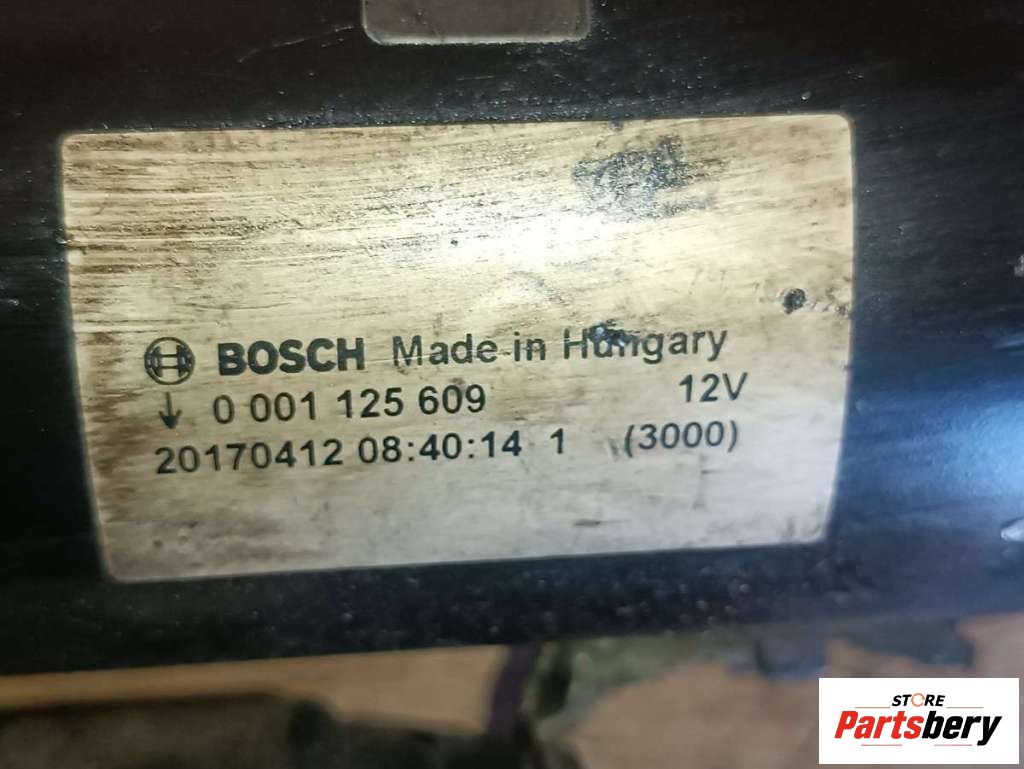 BOSCH Made in Hungary
↓ 0 001 125 609 12V
20170412 08:40:14 1 (3000)
STORE
Partsbery